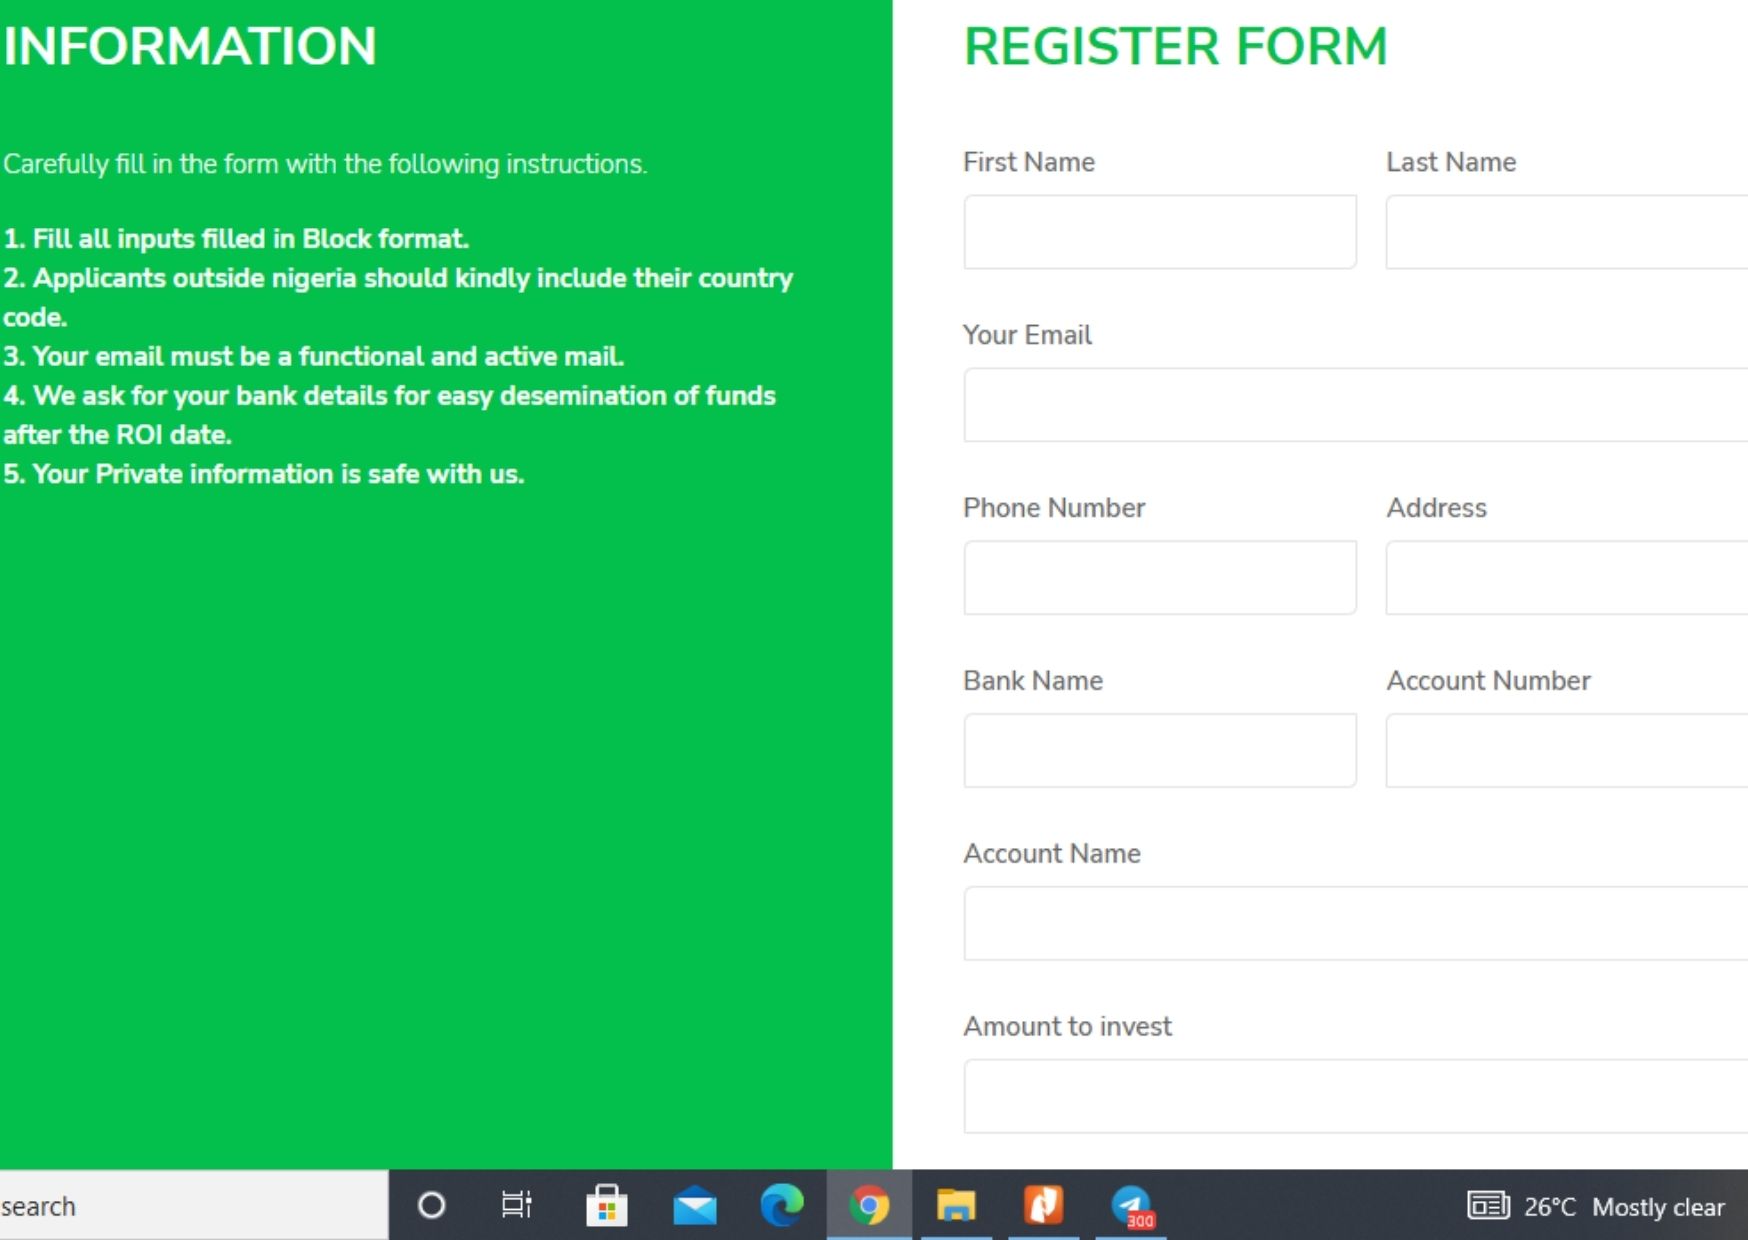 INFORMATION
Carefully fill in the form with the following instructions.
1. Fill all inputs filled in Block format.
2. Applicants outside nigeria should kindly include their country
code.
3. Your email must be a functional and active mail.
4. We ask for your bank details for easy desemination of funds
after the ROI date.
5. Your Private information is safe with us.
REGISTER FORM
First Name
Last Name
Your Email
Phone Number
Address
Bank Name
Account Number
Account Name
Amount to invest
search
300
26°C Mostly clear